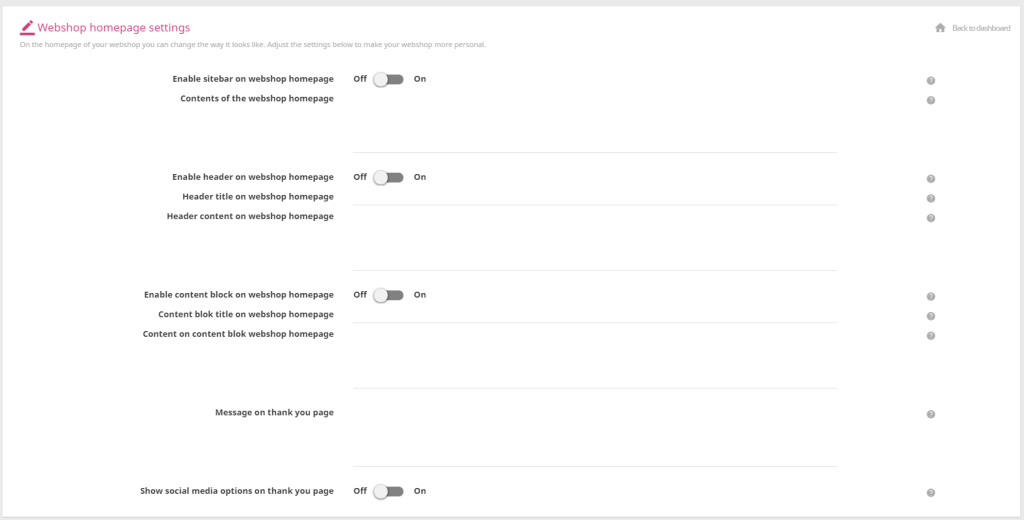 Webshop homepage settings
Back to dashboard
On the homepage of your webshop you can change the way it looks like. Adjust the settings below to make your webshop more personal.
Enable sitebar on webshop homepage Off On ?
Contents of the webshop homepage ?
Enable header on webshop homepage Off On ?
Header title on webshop homepage ?
Header content on webshop homepage ?
Enable content block on webshop homepage Off On ?
Content blok title on webshop homepage ?
Content on content blok webshop homepage ?
Message on thank you page ?
Show social media options on thank you page Off On ?